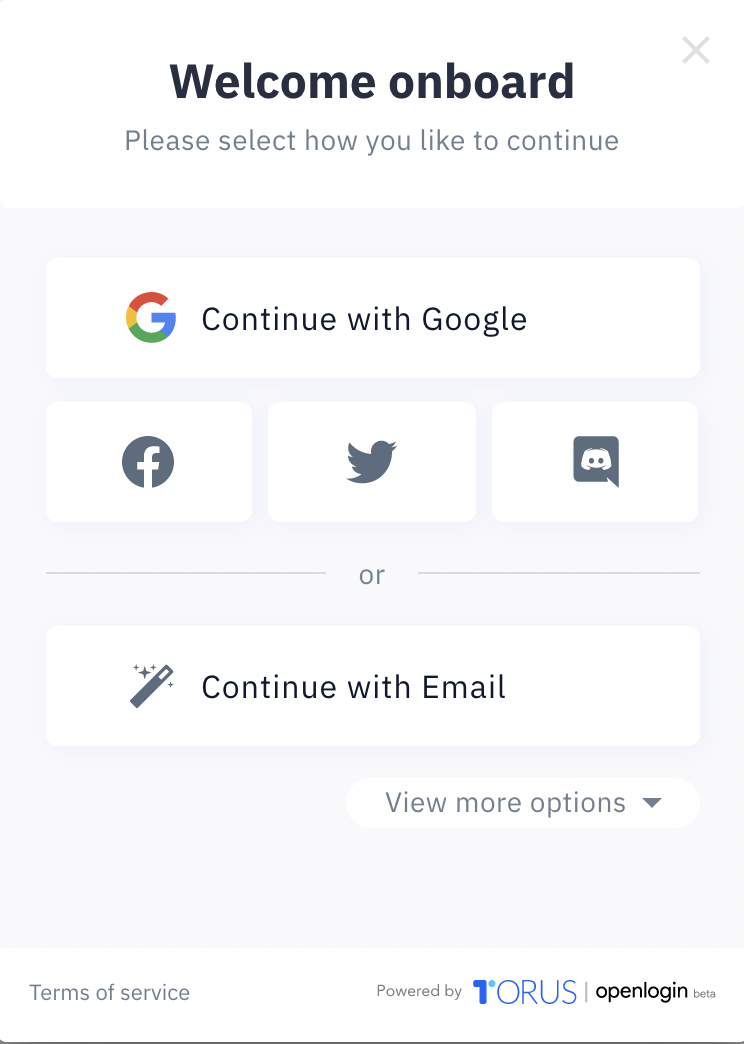 Welcome onboard
Please select how you like to continue
Continue with Google
or
Continue with Email
View more options
Terms of service
Powered by TORUS | openlogin beta